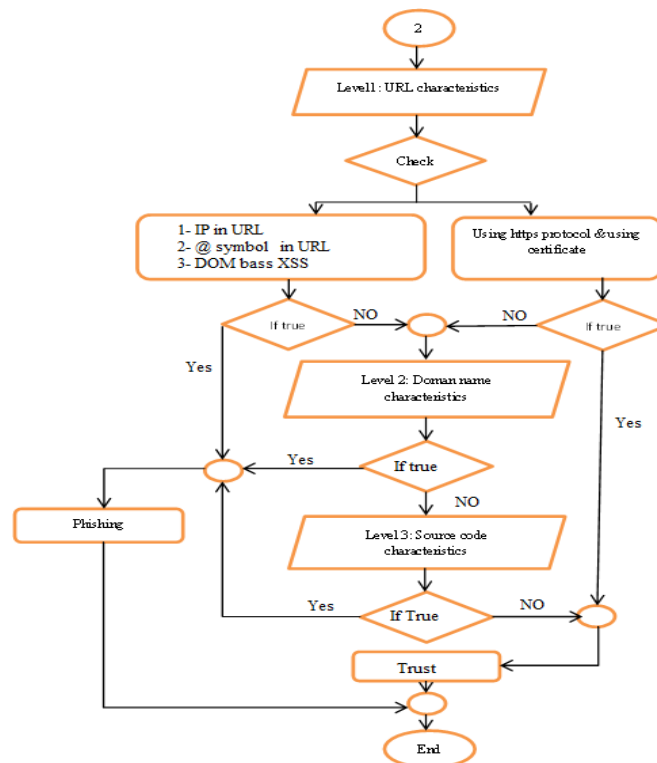 2
Level1: URL characteristics
Check
1- IP in URL
2- @ symbol in URL
3- DOM bass XSS
Using https protocol & using
certificate
If true
NO
NO
If true
Yes
Level 2: Doman name
characteristics
Yes
Yes
If true
NO
Phishing
Level 3: Source code
characteristics
Yes
If True
NO
Trust
End